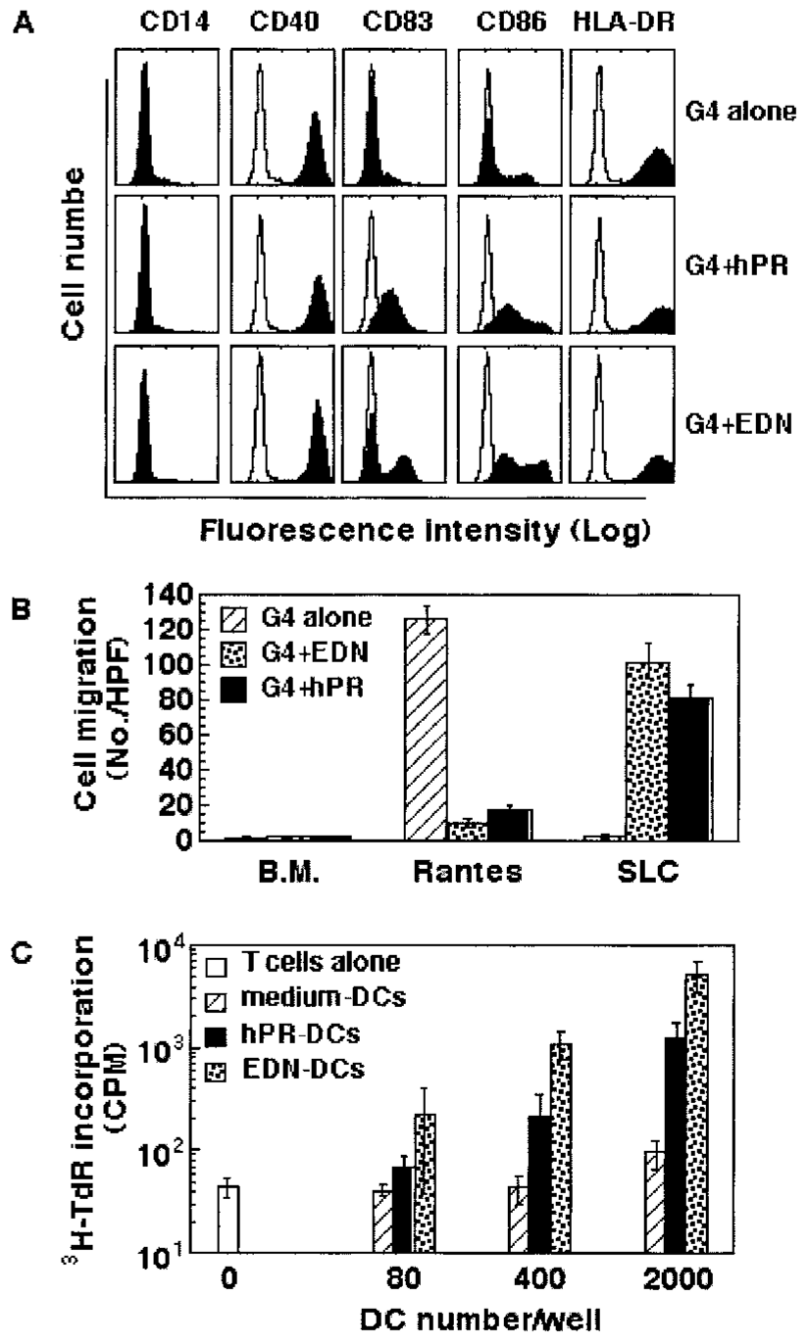 A
CD14 CD40 CD83 CD86 HLA-DR
G4 alone
G4+hPR
G4+EDN
Cell numbe
Fluorescence intensity (Log)
B
Cell migration
(No./HPF)
140
120
100
80
60
40
20
0
G4 alone
G4+EDN
G4+hPR
B.M. Rantes SLC
C
³H-TdR incorporation
(CPM)
10⁴
10³
10²
10¹
T cells alone
medium-DCs
hPR-DCs
EDN-DCs
0 80 400 2000
DC number/well